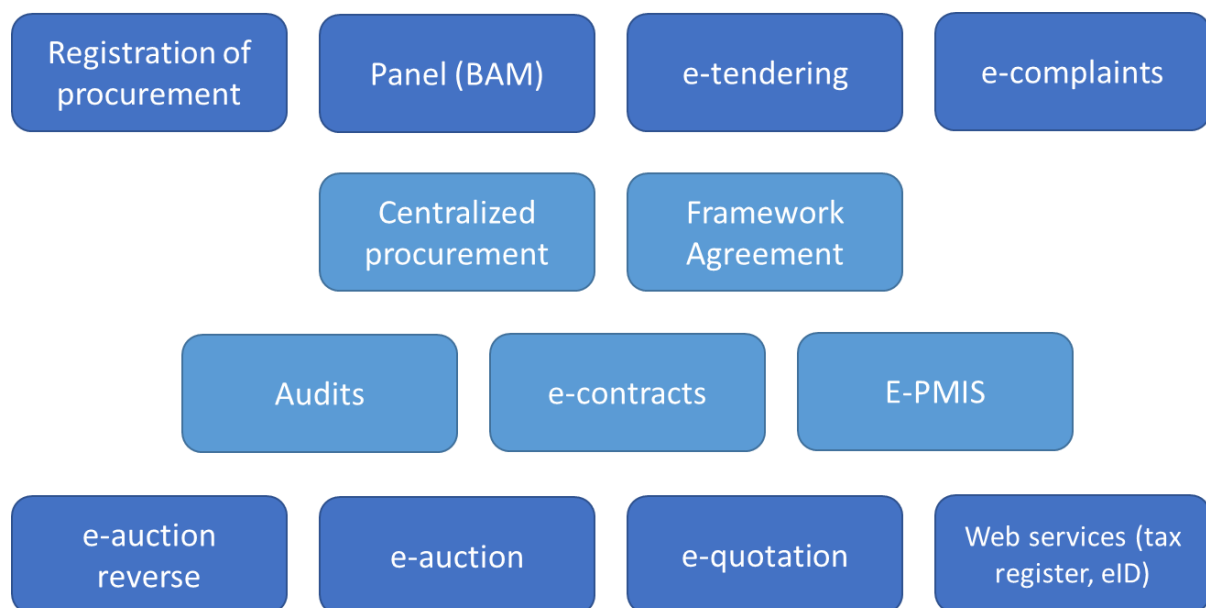 Registration of
procurement
Panel (BAM)
e-tendering
e-complaints
Centralized
procurement
Framework
Agreement
Audits
e-contracts
E-PMIS
e-auction
reverse
e-auction
e-quotation
Web services (tax
register, eID)